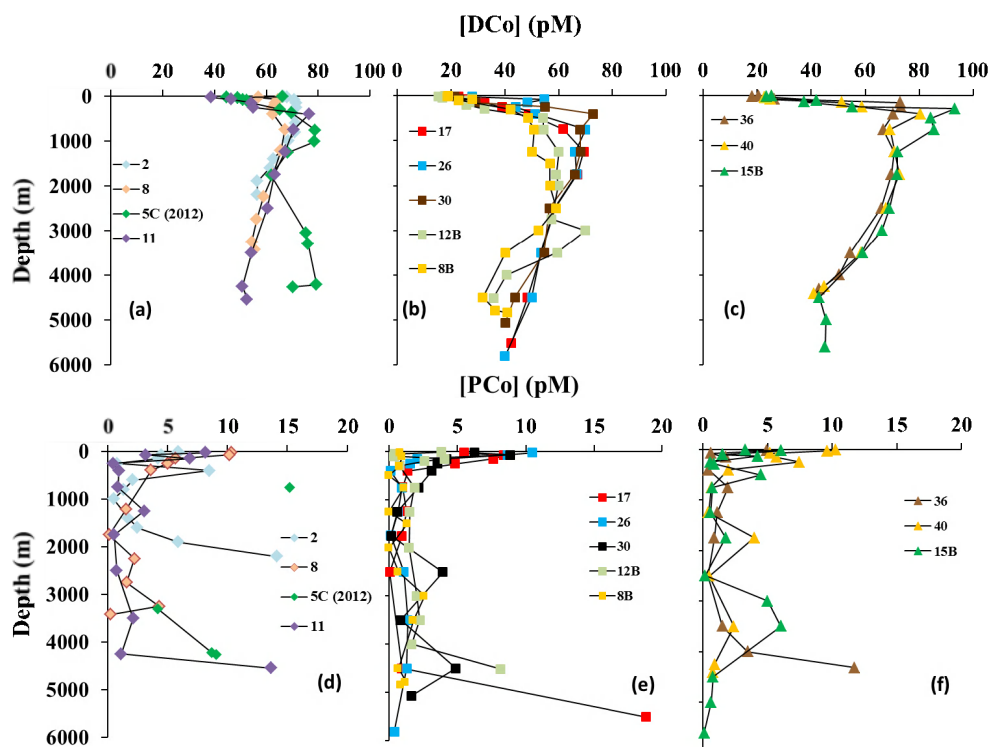 [DCo] (pM)
0 20 40 60 80 100 0 20 40 60 80 100 0 20 40 60 80 100
0
1000
2000
3000
4000
5000
6000
Depth (m)
2
8
5C (2012)
11
(a)
17
26
30
12B
8B
(b)
36
40
15B
(c)
[PCo] (pM)
0 5 10 15 20 0 5 10 15 20 0 5 10 15 20
0
1000
2000
3000
4000
5000
6000
Depth (m)
2
8
5C (2012)
11
(d)
17
26
30
12B
8B
(e)
36
40
15B
(f)